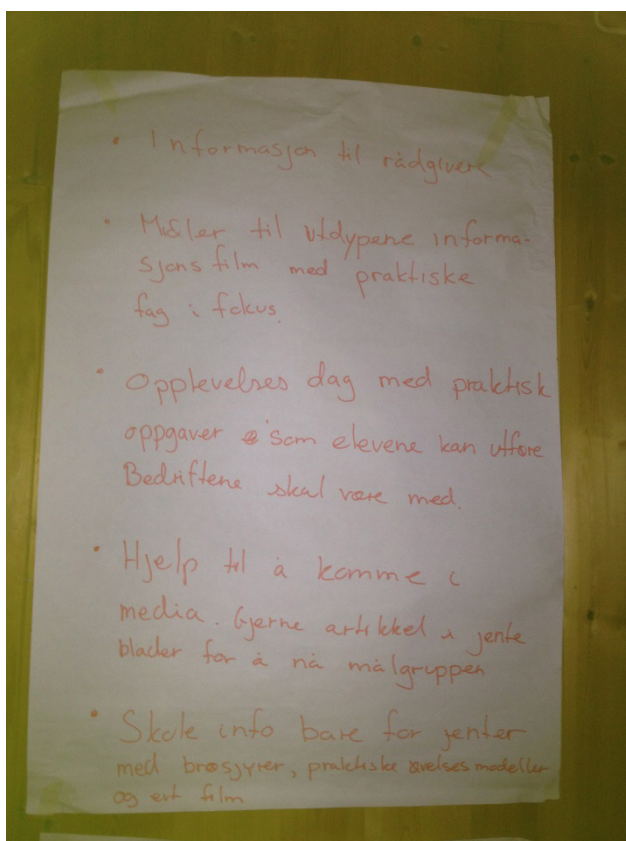 • Informasjon til rådgiver
• Midler til utdypene informa-
sjons film med praktiske
fag i fokus.
• Opplevelses dag med praktisk
oppgaver som elevene kan utføre
Bedriftene skal være med.
• Hjelp til å komme i
media. Gjerne artikkel i jente
blader for å nå målgruppen
• Skole info bare for jenter
med brosjyrer, praktiske øvelses modeller
og evt film